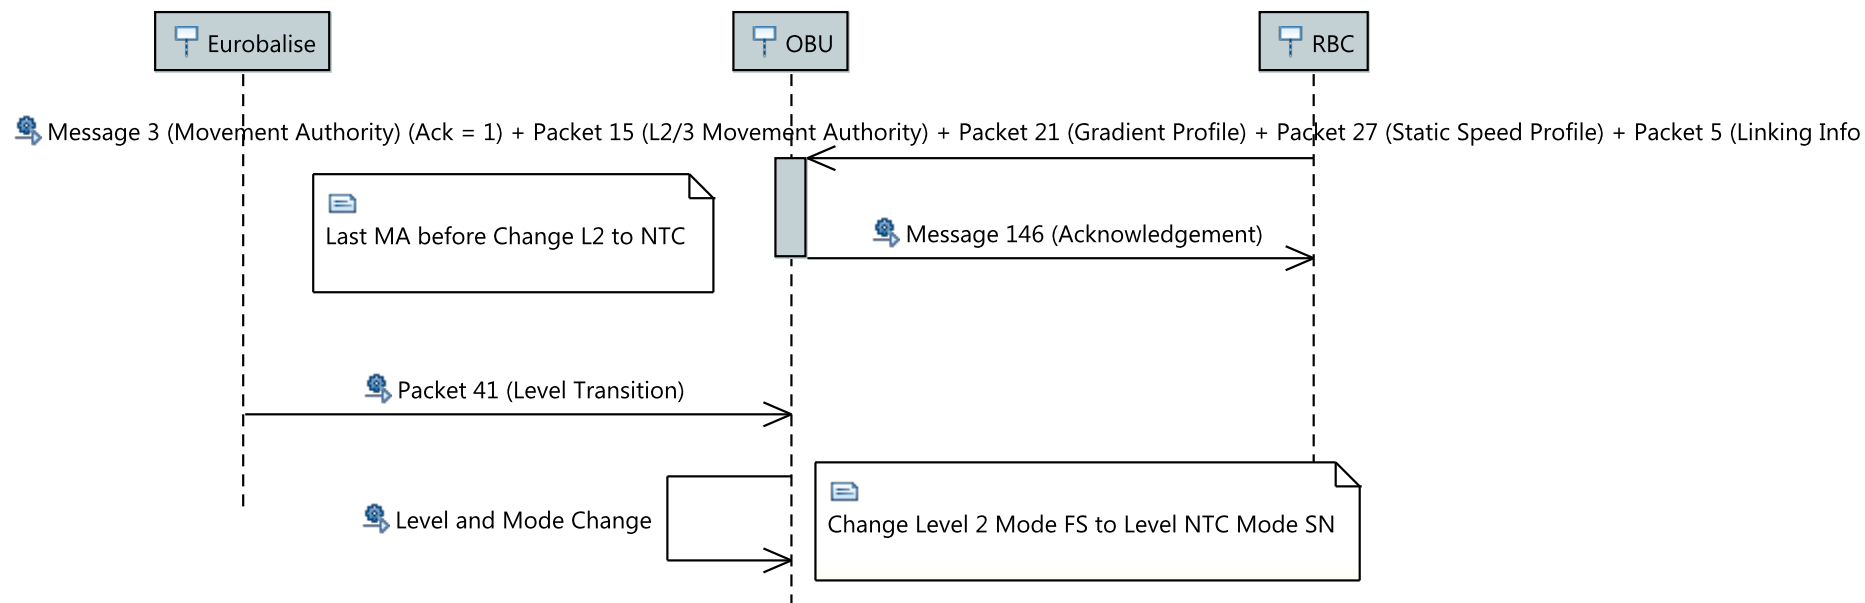 Eurobalise
OBU
RBC
Message 3 (Movement Authority) (Ack = 1) + Packet 15 (L2/3 Movement Authority) + Packet 21 (Gradient Profile) + Packet 27 (Static Speed Profile) + Packet 5 (Linking Info
Last MA before Change L2 to NTC
Message 146 (Acknowledgement)
Packet 41 (Level Transition)
Level and Mode Change
Change Level 2 Mode FS to Level NTC Mode SN